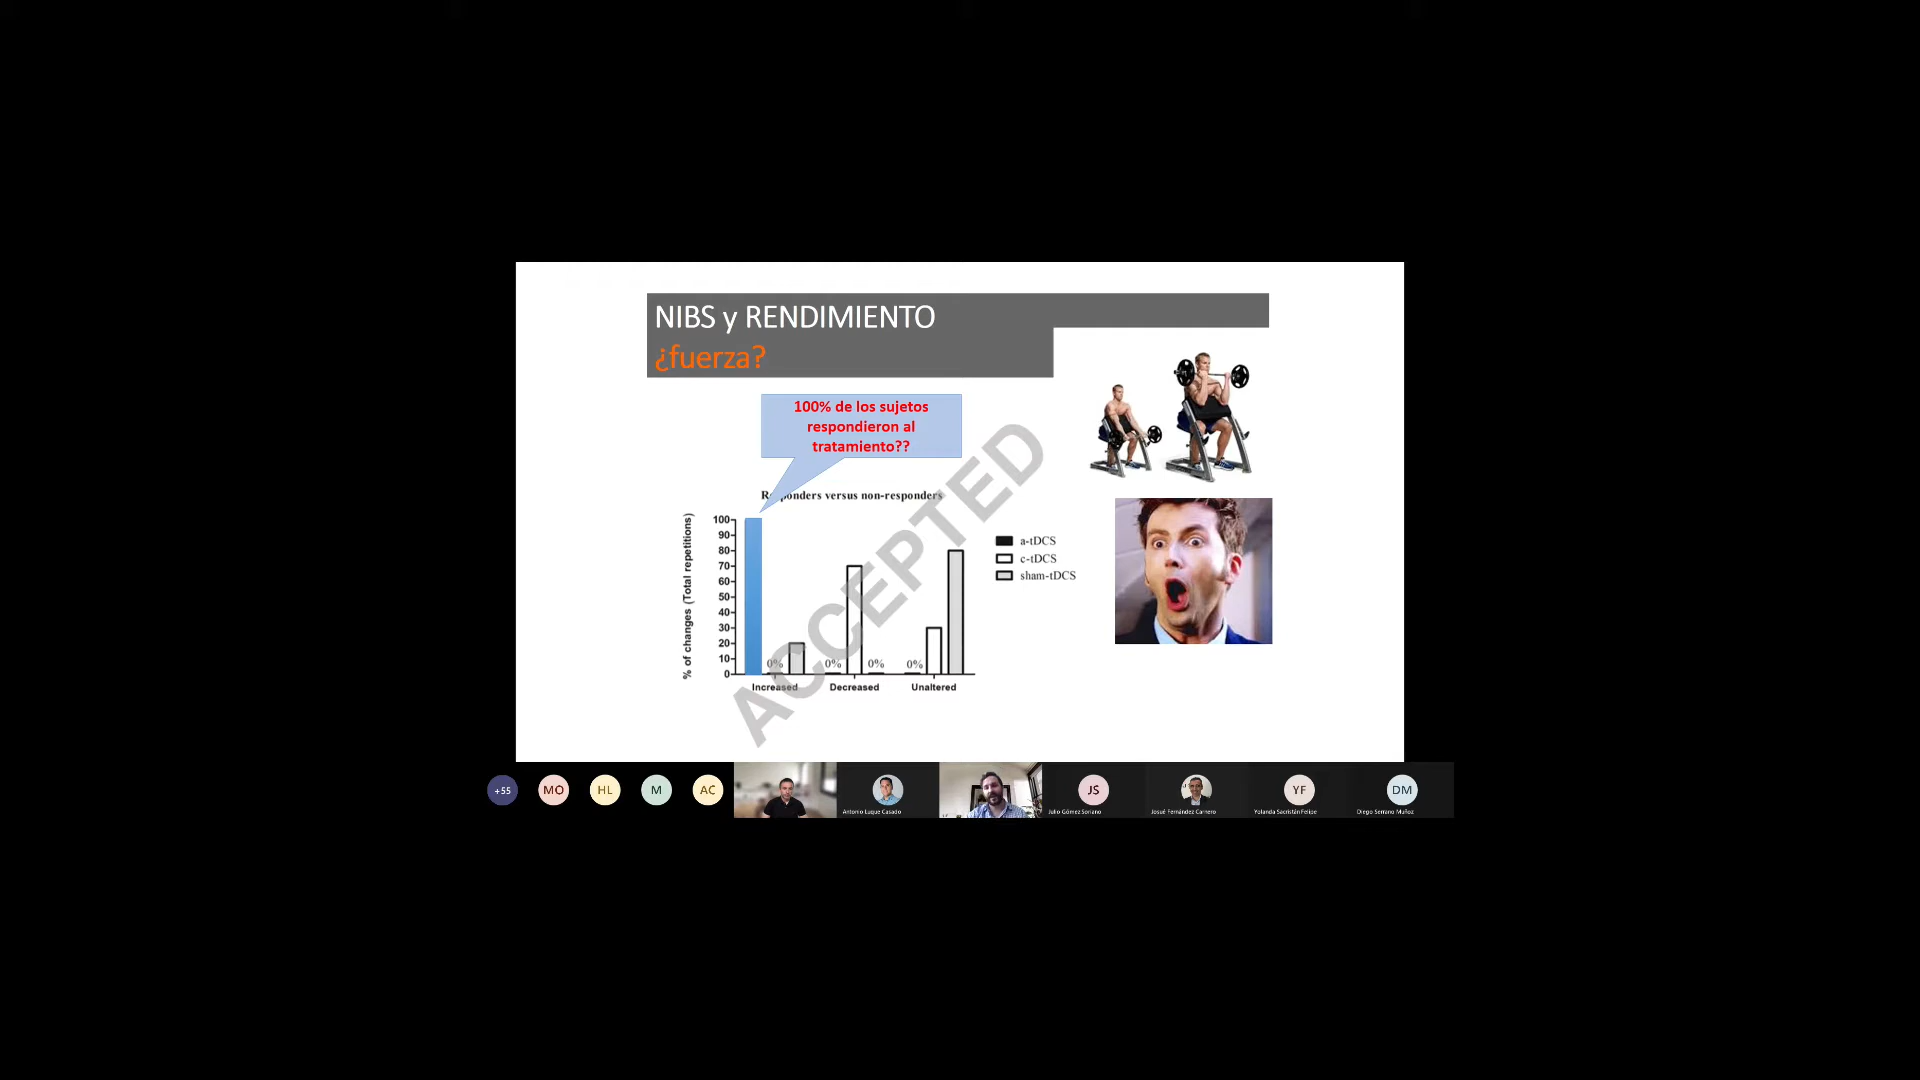 NIBS y RENDIMIENTO
¿fuerza?
100% de los sujetos
respondieron al
tratamiento??
Responders versus non-responders
% of changes (Total repetitions)
100
90
80
70
60
50
40
30
20
10
0
0%
0%
0%
0%
Increased
Decreased
Unaltered
a-tDCS
c-tDCS
sham-tDCS
ACCEPTED
+55
MO
HL
M
AC
Antonio Luque Casado
JS
Julio Gómez Soriano
Josué Fernández Carnero
YF
Yolanda Sacristán Felipe
DM
Diego Serrano Muñoz